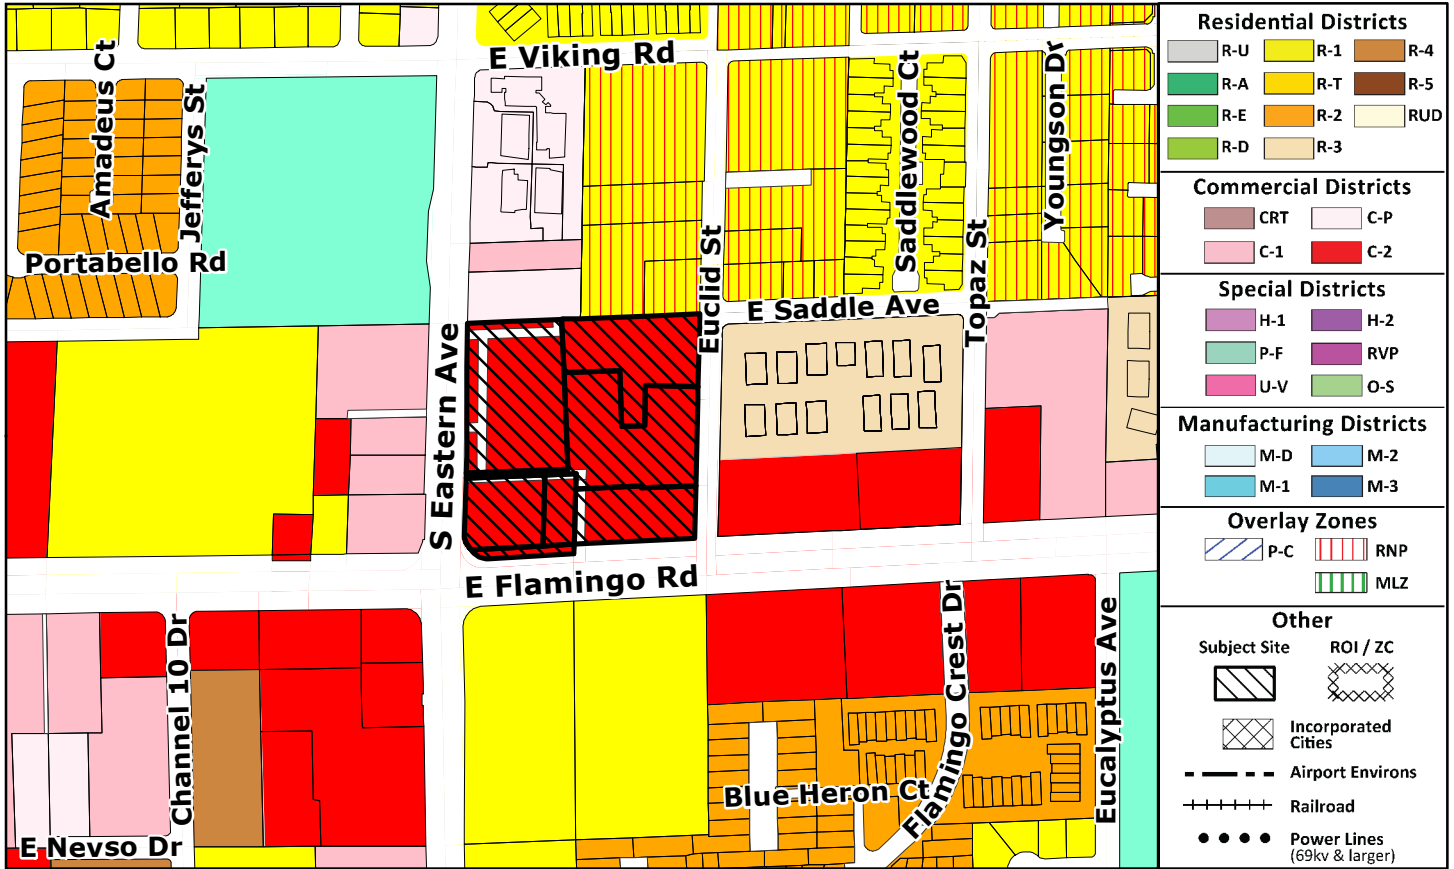 E Viking Rd
Amadeus Ct
Jefferys St
Portabello Rd
Saddlewood Ct
Youngson Dr
Euclid St
Topaz St
E Saddle Ave
S Eastern Ave
E Flamingo Rd
Channel 10 Dr
E Nevso Dr
Flamingo Crest Dr
Eucalyptus Ave
Blue Heron Ct
Residential Districts
R-U R-1 R-4
R-A R-T R-5
R-E R-2 RUD
R-D R-3
Commercial Districts
CRT C-P
C-1 C-2
Special Districts
H-1 H-2
P-F RVP
U-V O-S
Manufacturing Districts
M-D M-2
M-1 M-3
Overlay Zones
P-C RNP
MLZ
Other
Subject Site ROI / ZC
Incorporated
Cities
Airport Environs
Railroad
Power Lines
(69kv & larger)